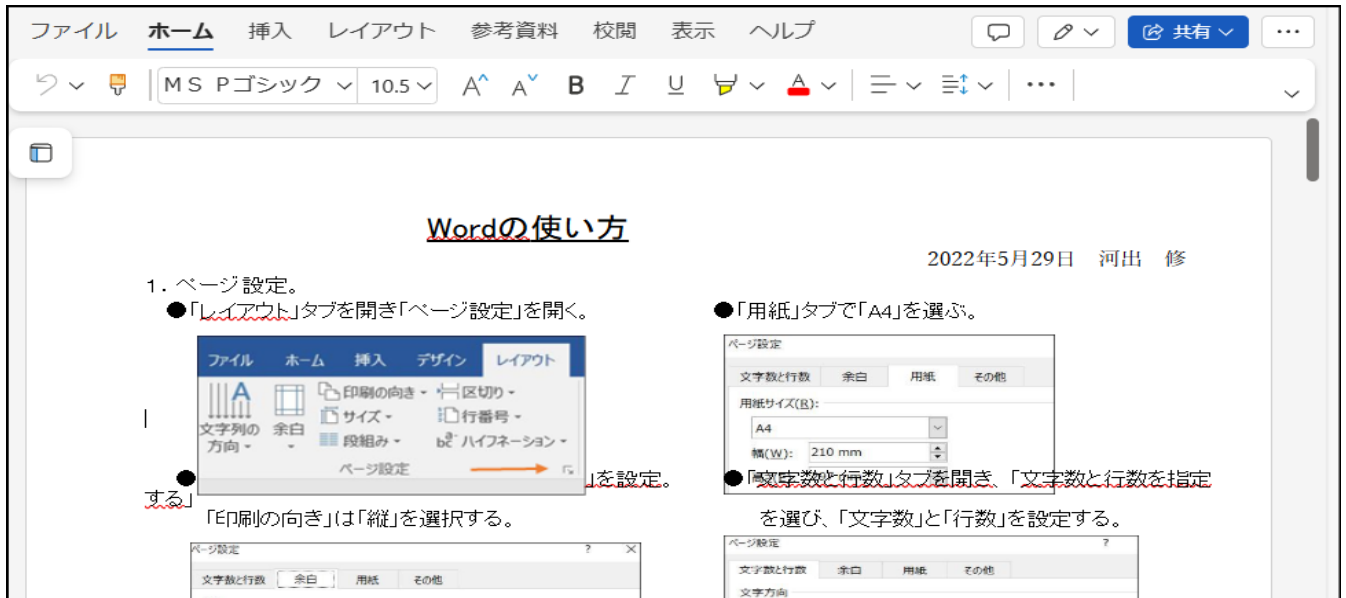 ファイル ホーム 挿入 レイアウト 参考資料 校閲 表示 ヘルプ 共有
ＭＳ Ｐゴシック 10.5 A A B I U A
Wordの使い方
2022年5月29日 河出 修
1．ページ設定。
●「レイアウト」タブを開き「ページ設定」を開く。 ●「用紙」タブで「A4」を選ぶ。
ファイル ホーム 挿入 デザイン レイアウト
文字列の方向 余白 印刷の向き サイズ 段組み 区切り 行番号 ハイフネーション
ページ設定
ページ設定
文字数と行数 余白 用紙 その他
用紙サイズ(R):
A4
幅(W): 210 mm
● 」を設定。 ●「文字数と行数」タブを開き、「文字数と行数を指定
する」
「印刷の向き」は「縦」を選択する。 を選び、「文字数」と「行数」を設定する。
ページ設定 ? ×
文字数と行数 余白 用紙 その他
ページ設定 ?
文字数と行数 余白 用紙 その他
文字方向